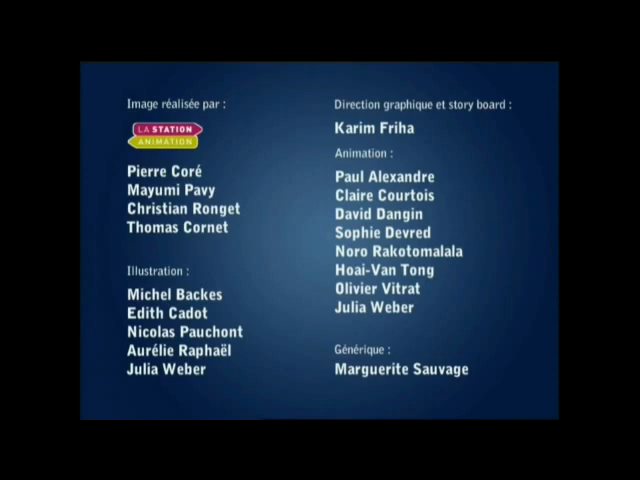 Image réalisée par :
LA STATION
ANIMATION
Pierre Coré
Mayumi Pavy
Christian Ronget
Thomas Cornet
Illustration :
Michel Backes
Edith Cadot
Nicolas Pauchont
Aurélie Raphaël
Julia Weber
Direction graphique et story board :
Karim Friha
Animation :
Paul Alexandre
Claire Courtois
David Dangin
Sophie Devred
Noro Rakotomalala
Hoai-Van Tong
Olivier Vitrat
Julia Weber
Générique :
Marguerite Sauvage